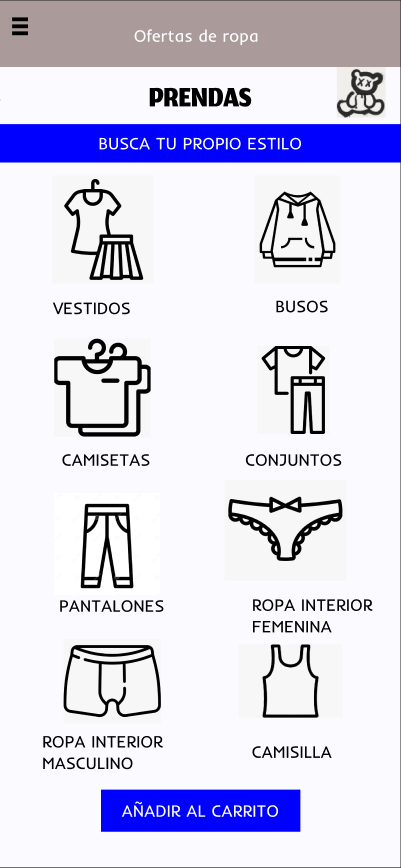 Ofertas de ropa
PRENDAS
BUSCA TU PROPIO ESTILO
VESTIDOS
BUSOS
CAMISETAS
CONJUNTOS
PANTALONES
ROPA INTERIOR
FEMENINA
ROPA INTERIOR
MASCULINO
CAMISILLA
AÑADIR AL CARRITO